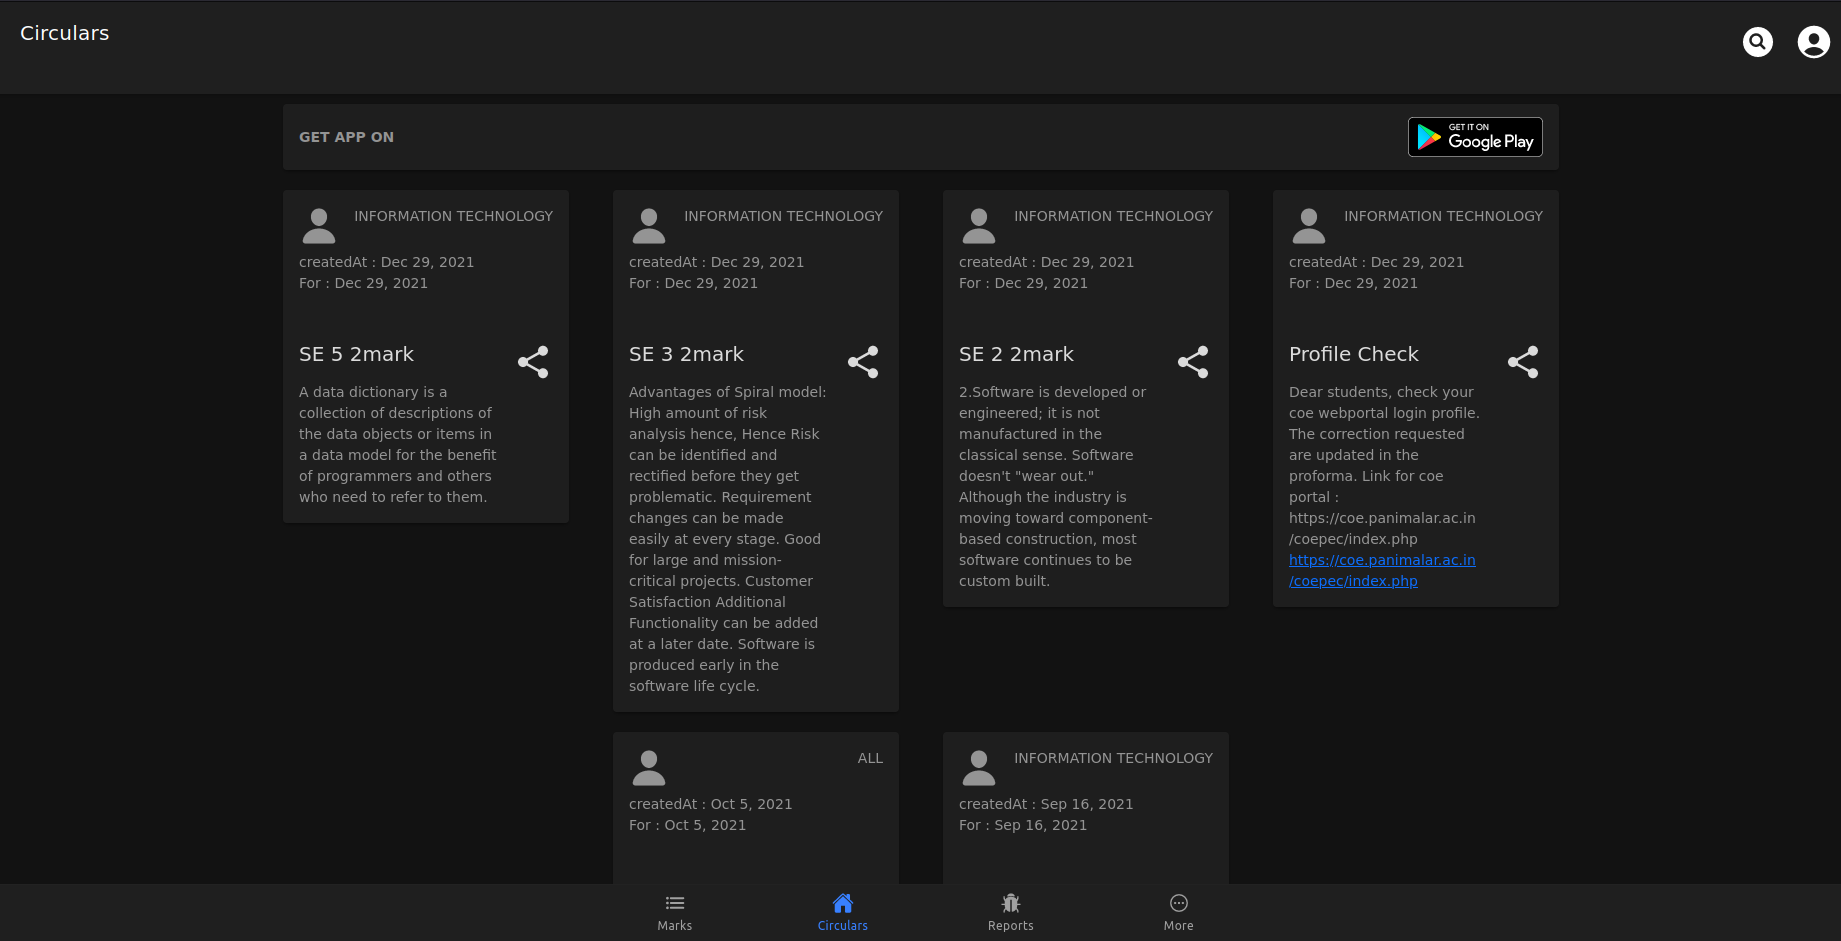 Circulars
GET APP ON
GET IT ON
Google Play
INFORMATION TECHNOLOGY
createdAt : Dec 29, 2021
For : Dec 29, 2021
SE 5 2mark
A data dictionary is a
collection of descriptions of
the data objects or items in
a data model for the benefit
of programmers and others
who need to refer to them.
INFORMATION TECHNOLOGY
createdAt : Dec 29, 2021
For : Dec 29, 2021
SE 3 2mark
Advantages of Spiral model:
High amount of risk
analysis hence, Hence Risk
can be identified and
rectified before they get
problematic. Requirement
changes can be made
easily at every stage. Good
for large and mission-
critical projects. Customer
Satisfaction Additional
Functionality can be added
at a later date. Software is
produced early in the
software life cycle.
INFORMATION TECHNOLOGY
createdAt : Dec 29, 2021
For : Dec 29, 2021
SE 2 2mark
2.Software is developed or
engineered; it is not
manufactured in the
classical sense. Software
doesn't "wear out."
Although the industry is
moving toward component-
based construction, most
software continues to be
custom built.
INFORMATION TECHNOLOGY
createdAt : Dec 29, 2021
For : Dec 29, 2021
Profile Check
Dear students, check your
coe webportal login profile.
The correction requested
are updated in the
proforma. Link for coe
portal :
https://coe.panimalar.ac.in
/coepec/index.php
https://coe.panimalar.ac.in
/coepec/index.php
ALL
createdAt : Oct 5, 2021
For : Oct 5, 2021
INFORMATION TECHNOLOGY
createdAt : Sep 16, 2021
For : Sep 16, 2021
Marks
Circulars
Reports
More